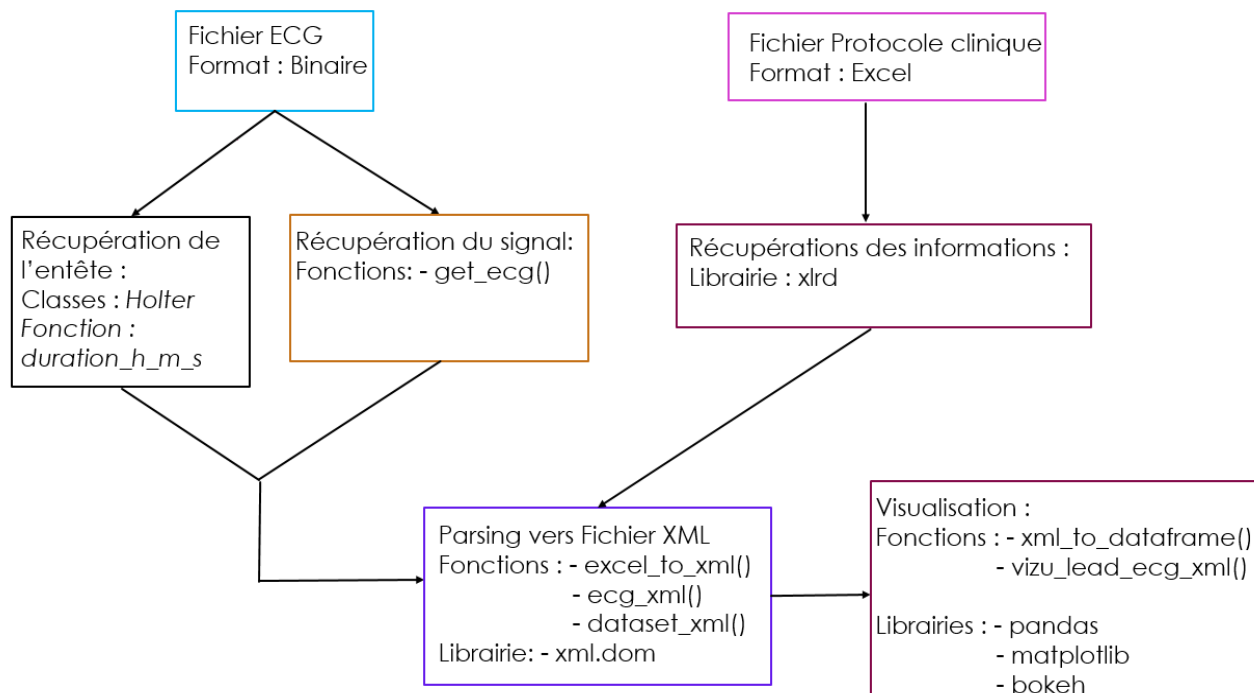 Fichier ECG
Format : Binaire
Fichier Protocole clinique
Format : Excel
Récupération de
l'entête :
Classes : Holter
Fonction :
duration_h_m_s
Récupération du signal:
Fonctions: - get_ecg()
Récupérations des informations :
Librairie : xlrd
Parsing vers Fichier XML
Fonctions : - excel_to_xml()
- ecg_xml()
- dataset_xml()
Librairie: - xml.dom
Visualisation :
Fonctions : - xml_to_dataframe()
- vizu_lead_ecg_xml()
Librairies : - pandas
- matplotlib
- bokeh